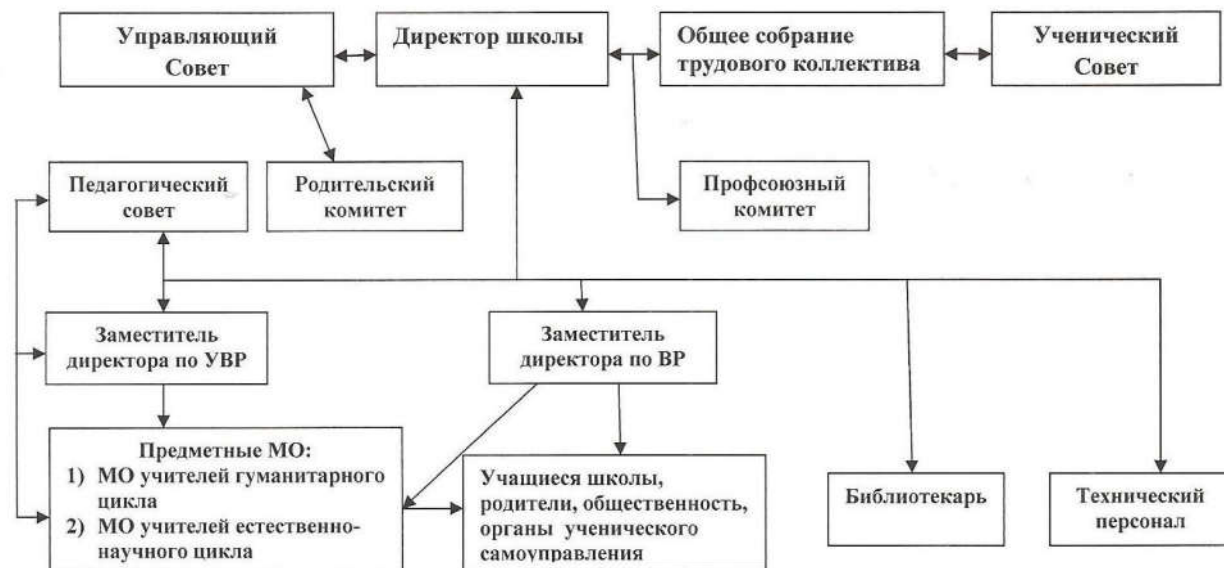 Управляющий
Совет
Директор школы
Общее собрание
трудового коллектива
Ученический
Совет
Педагогический
совет
Родительский
комитет
Профсоюзный
комитет
Заместитель
директора по УВР
Заместитель
директора по ВР
Предметные МО:
1) МО учителей гуманитарного
цикла
2) МО учителей естественно-
научного цикла
Учащиеся школы,
родители, общественность,
органы ученического
самоуправления
Библиотекарь
Технический
персонал